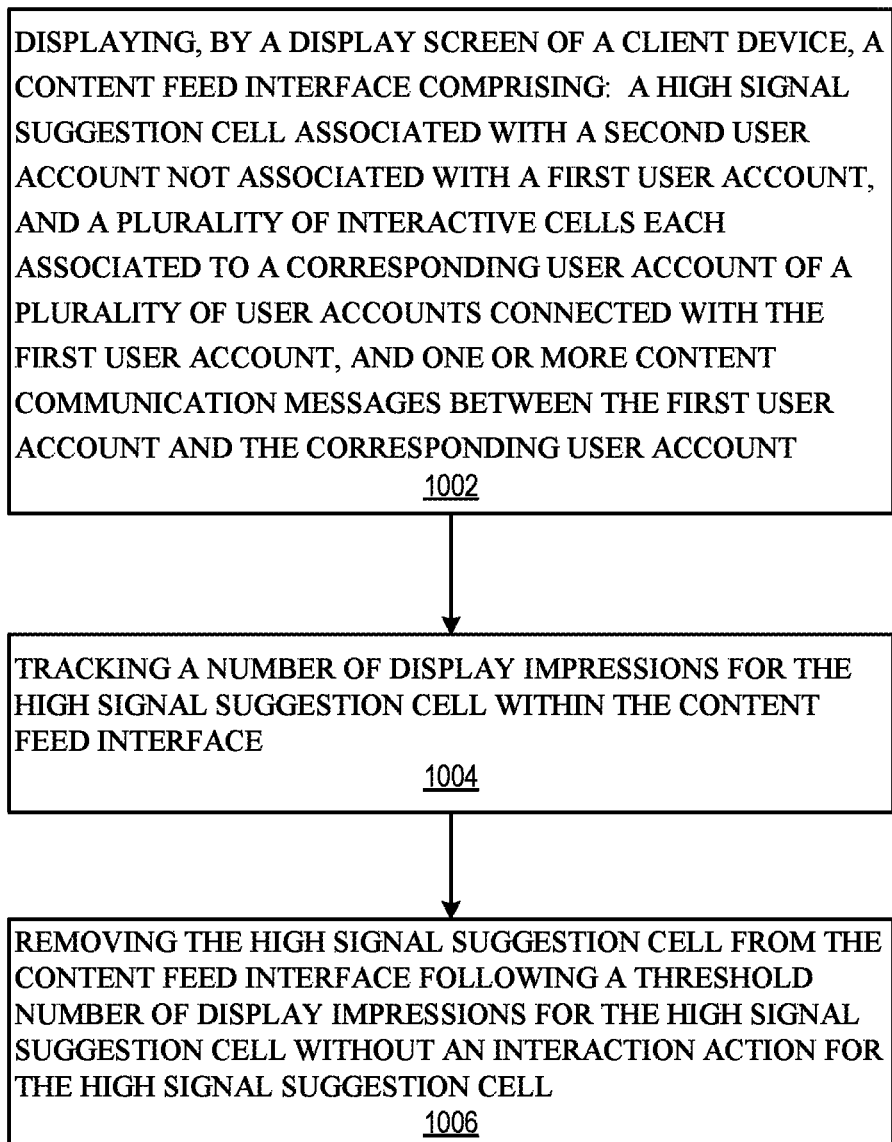 DISPLAYING, BY A DISPLAY SCREEN OF A CLIENT DEVICE, A
CONTENT FEED INTERFACE COMPRISING: A HIGH SIGNAL
SUGGESTION CELL ASSOCIATED WITH A SECOND USER
ACCOUNT NOT ASSOCIATED WITH A FIRST USER ACCOUNT,
AND A PLURALITY OF INTERACTIVE CELLS EACH
ASSOCIATED TO A CORRESPONDING USER ACCOUNT OF A
PLURALITY OF USER ACCOUNTS CONNECTED WITH THE
FIRST USER ACCOUNT, AND ONE OR MORE CONTENT
COMMUNICATION MESSAGES BETWEEN THE FIRST USER
ACCOUNT AND THE CORRESPONDING USER ACCOUNT
1002
TRACKING A NUMBER OF DISPLAY IMPRESSIONS FOR THE
HIGH SIGNAL SUGGESTION CELL WITHIN THE CONTENT
FEED INTERFACE
1004
REMOVING THE HIGH SIGNAL SUGGESTION CELL FROM THE
CONTENT FEED INTERFACE FOLLOWING A THRESHOLD
NUMBER OF DISPLAY IMPRESSIONS FOR THE HIGH SIGNAL
SUGGESTION CELL WITHOUT AN INTERACTION ACTION FOR
THE HIGH SIGNAL SUGGESTION CELL
1006